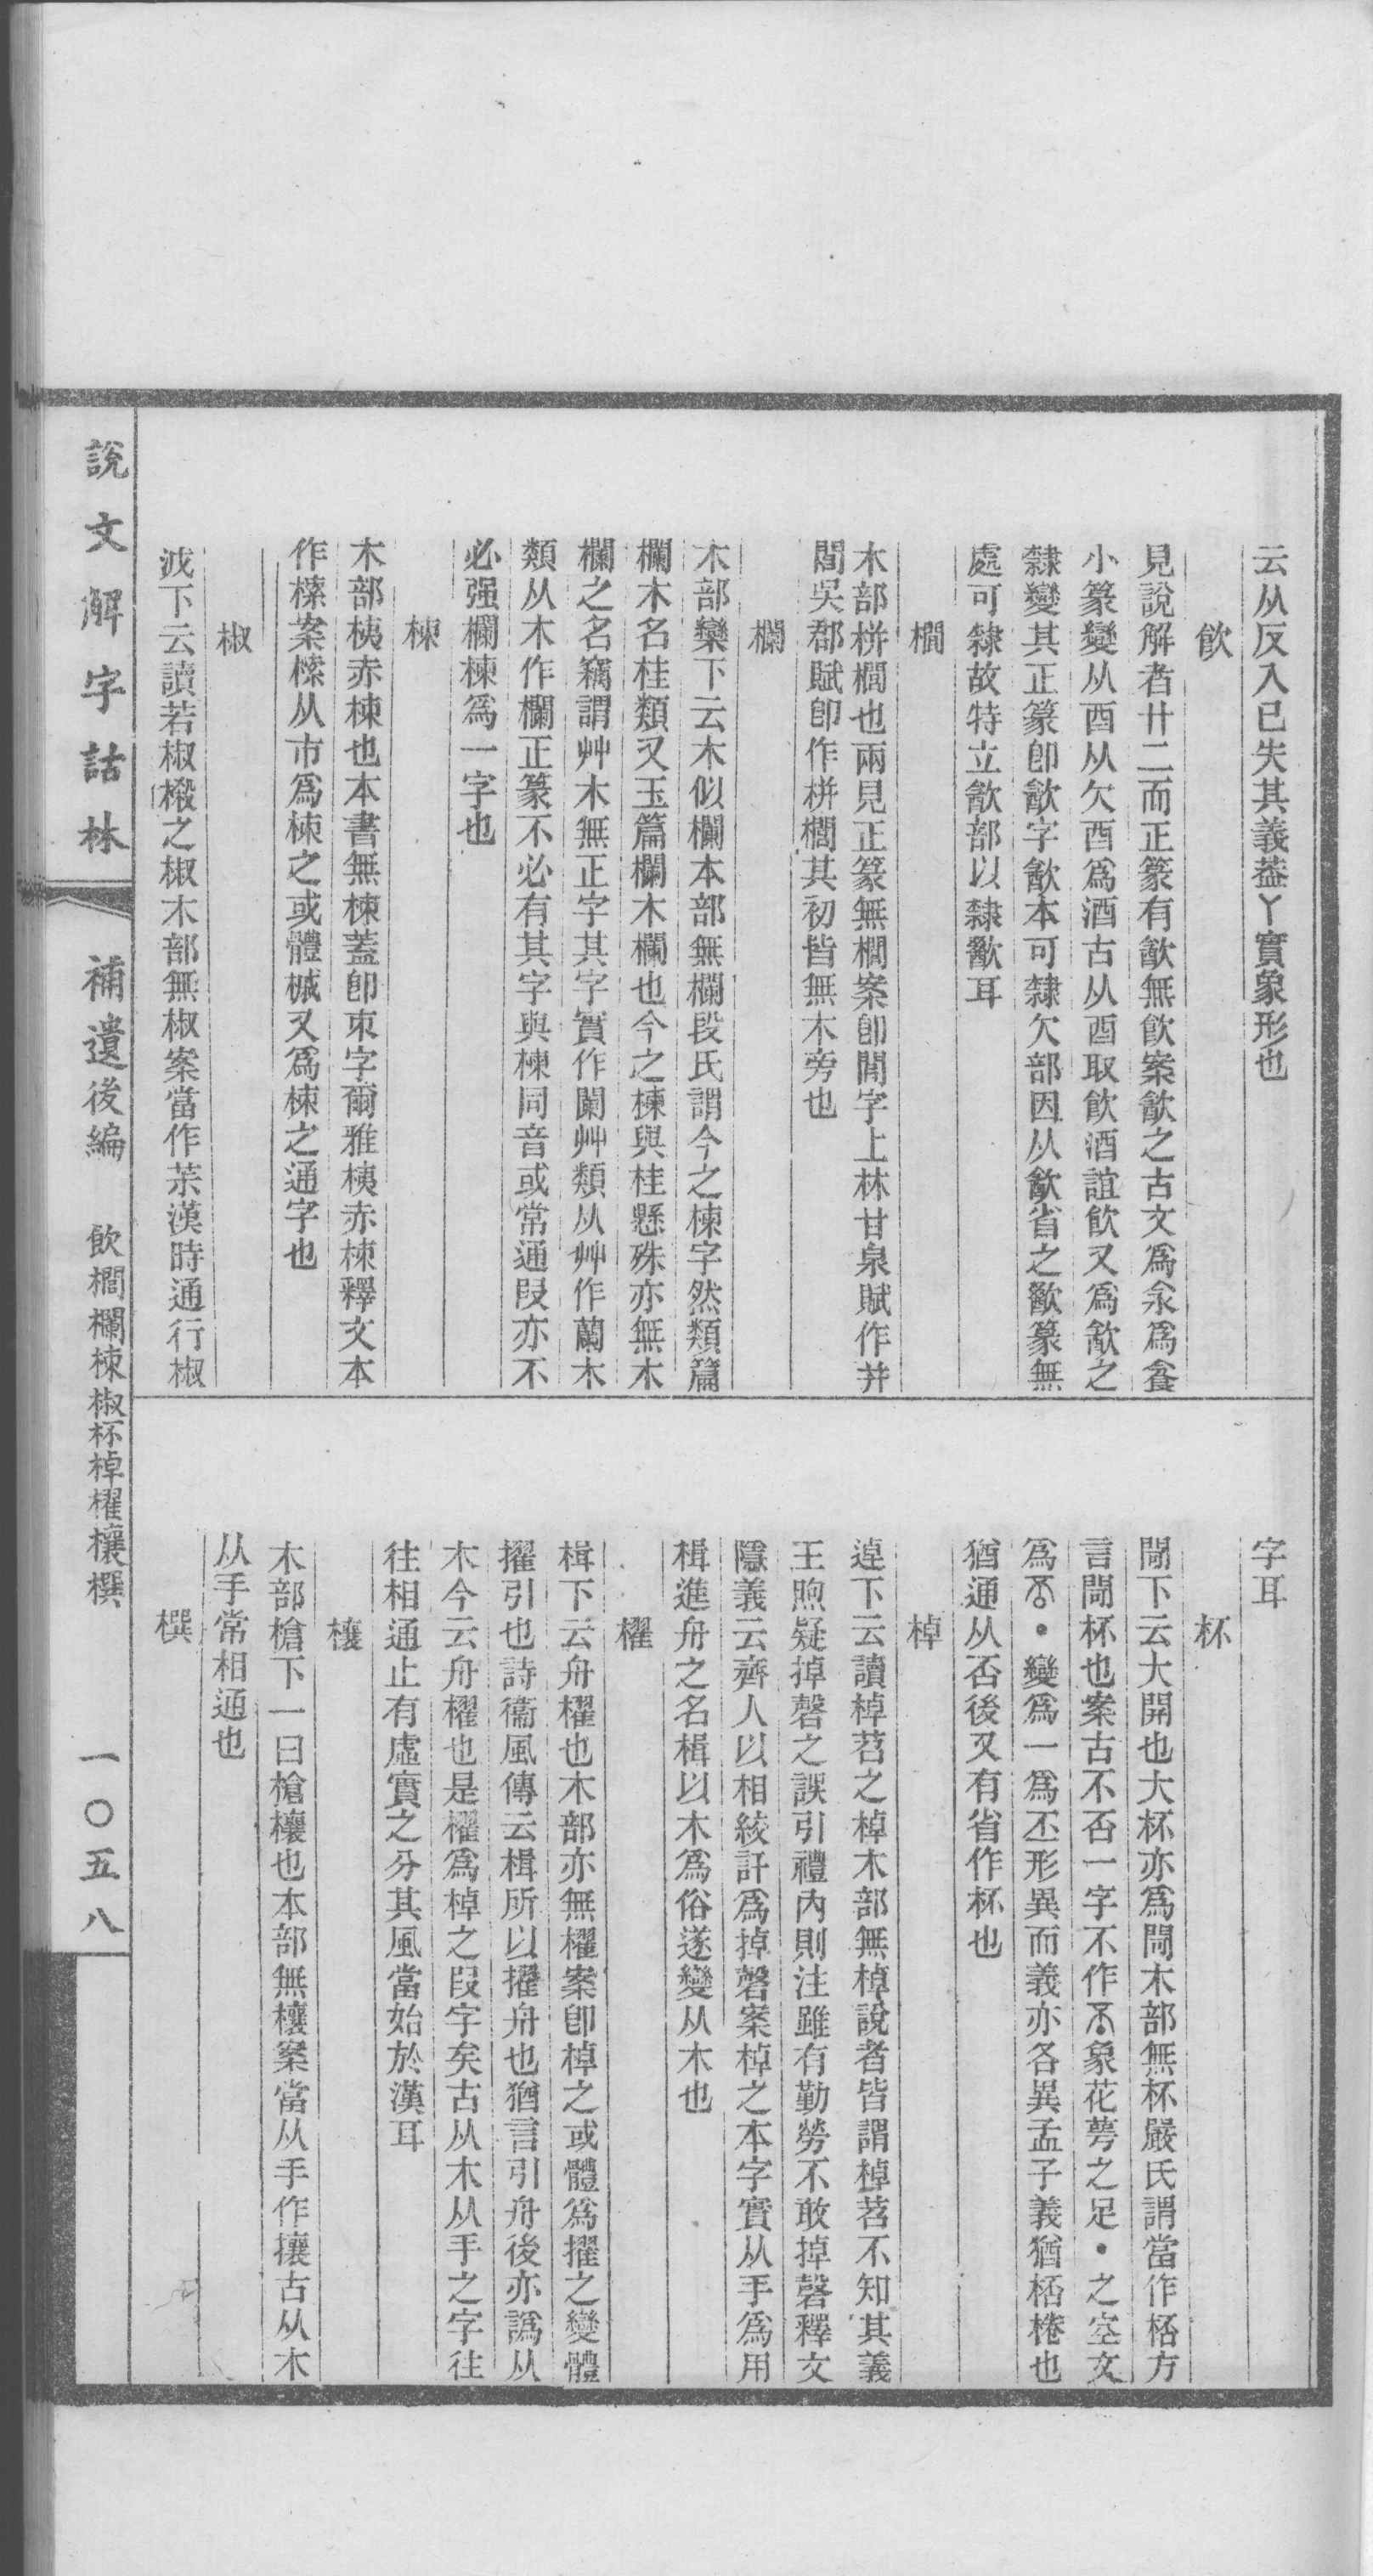 云从反入已失其義葢丫實象形也
飮
見說解者廿二而正篆有㱃無飮案㱃之古文爲㳄爲𩚜
小篆變从酉从欠酉爲酒古从酉取飮酒誼飮又爲㱃之
隸變其正篆卽㱃字㱃本可隸欠部因从㱃省之歠篆無
處可隸故特立㱃部以隸歠耳
櫚
木部栟櫚也兩見正篆無櫚案卽閭字上林甘泉賦作幷
閭吳都賦卽作栟櫚其初皆無木旁也
欄
木部欒下云木似欄本部無欄段氏謂今之楝字然類篇
欄木名桂類又玉篇欄木欄也今之楝與桂懸殊亦無木
欄之名竊謂艸木無正字其字實作闌艸類从艸作蘭木
類从木作欄正篆不必有其字與楝同音或常通叚亦不
必强欄楝爲一字也
梀
木部桋赤梀也本書無梀蓋卽朿字爾雅桋赤梀釋文本
作樕案樕从市爲梀之或體楲又爲梀之通字也
椒
㳀下云讀若椒樧之椒木部無椒案當作茮漢時通行椒
字耳
杯
閜下云大開也大杯亦爲閜木部無杯嚴氏謂當作桮方
言閜杯也案古不否一字不作𣎴象花萼之足·之空文
爲𣎴·變爲一爲丕形異而義亦各異孟子義猶桮棬也
猶通从否後又有省作杯也
棹
逴下云讀棹苕之棹木部無棹說者皆謂棹苕不知其義
王煦疑掉磬之誤引禮內則注雖有勤勞不敢掉磬釋文
隱義云齊人以相絞訐爲掉磬案棹之本字實从手爲用
楫進舟之名楫以木爲俗遂變从木也
櫂
楫下云舟櫂也木部亦無櫂案卽棹之或體爲擢之變體
擢引也詩衞風傳云楫所以擢舟也猶言引舟後亦譌从
木今云舟櫂也是櫂爲棹之叚字矣古从木从手之字往
往相通止有虛實之分其風當始於漢耳
欀
木部槍下一曰槍欀也本部無欀案當从手作攘古从木
从手常相通也
㯢
說文解字詁林
補遺後編
飮櫚欄梀椒杯棹櫂欀㯢
一〇五八